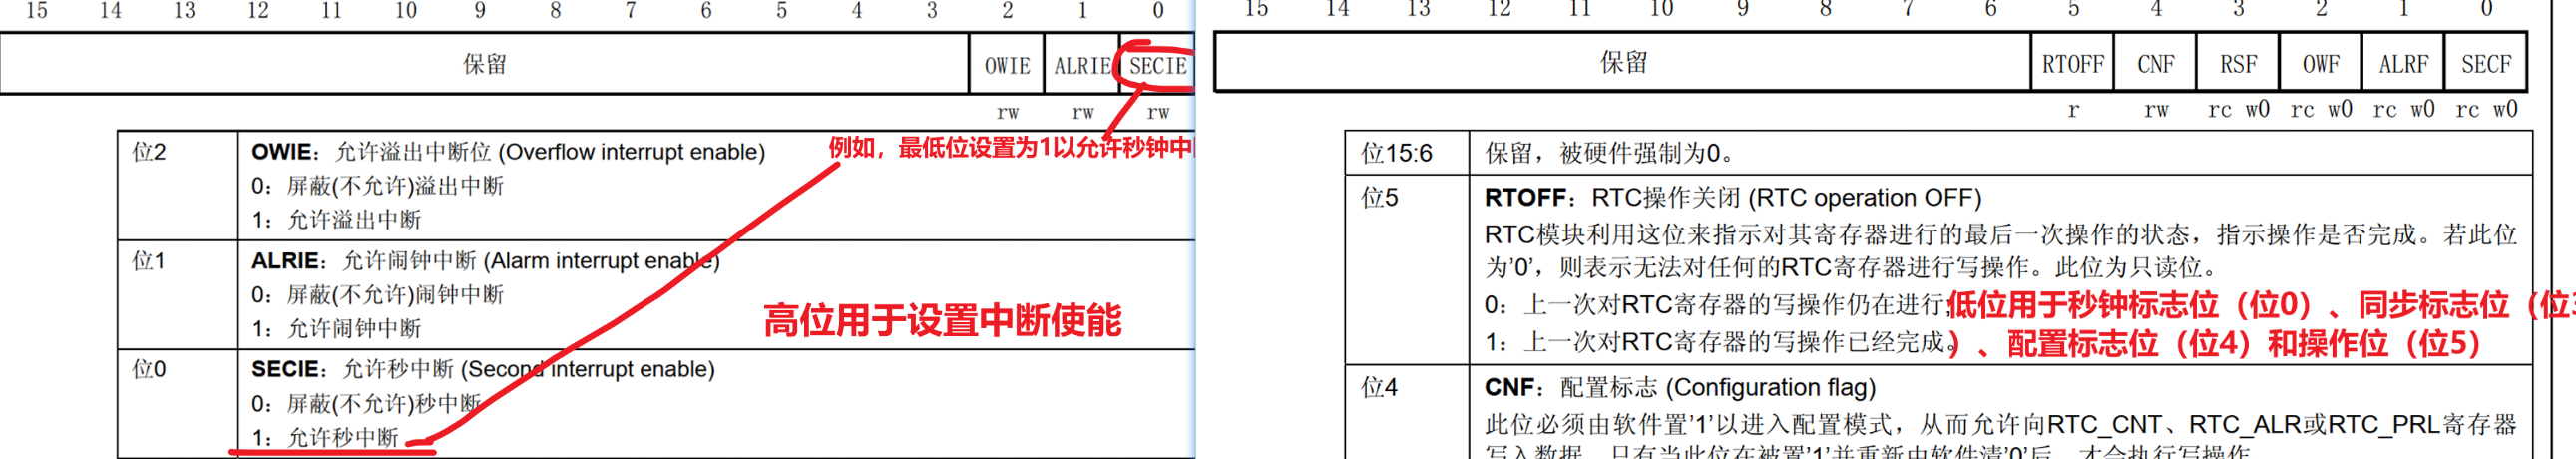 15 14 13 12 11 10 9 8 7 6 5 4 3 2 1 0
保留 OWIE ALRIE SECIE
rw rw rw
例如，最低位设置为1以允许秒钟中
位2 OWIE：允许溢出中断位 (Overflow interrupt enable)
0：屏蔽(不允许)溢出中断
1：允许溢出中断
位1 ALRIE：允许闹钟中断 (Alarm interrupt enable)
0：屏蔽(不允许)闹钟中断
1：允许闹钟中断
高位用于设置中断使能
位0 SECIE：允许秒中断 (Second interrupt enable)
0：屏蔽(不允许)秒中断
1：允许秒中断
15 14 13 12 11 10 9 8 7 6 5 4 3 2 1 0
保留 RTOFF CNF RSF OWF ALRF SECF
r rw rc w0 rc w0 rc w0 rc w0
位15:6 保留，被硬件强制为0。
位5 RTOFF：RTC操作关闭 (RTC operation OFF)
RTC模块利用这位来指示对其寄存器进行的最后一次操作的状态，指示操作是否完成。若此位
为'0'，则表示无法对任何的RTC寄存器进行写操作。此位为只读位。
0：上一次对RTC寄存器的写操作仍在进行；
1：上一次对RTC寄存器的写操作已经完成。
低位用于秒钟标志位（位0）、同步标志位（位3
）、配置标志位（位4）和操作位（位5）
位4 CNF：配置标志 (Configuration flag)
此位必须由软件置'1'以进入配置模式，从而允许向RTC_CNT、RTC_ALR或RTC_PRL寄存器
写入数据。只有当此位在被置'1'并重新由软件清'0'后，才会执行写操作。